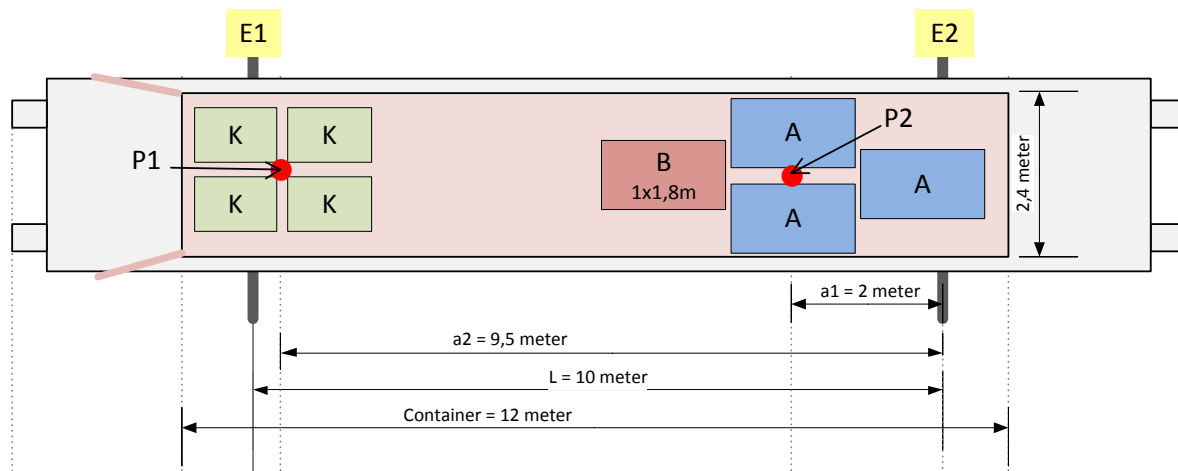 E1
E2
K
K
A
P2
P1
B
1x1,8m
A
K
K
A
2,4 meter
a1 = 2 meter
a2 = 9,5 meter
L = 10 meter
Container = 12 meter